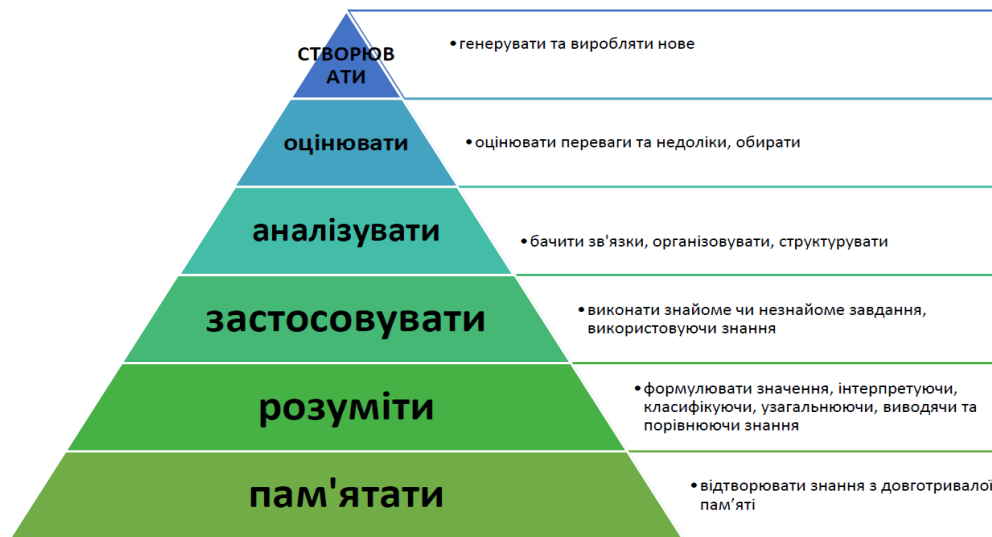 СТВОРЮВ
АТИ
•генерувати та виробляти нове
оцінювати
•оцінювати переваги та недоліки, обирати
аналізувати
•бачити зв'язки, організовувати, структурувати
застосовувати
•виконати знайоме чи незнайоме завдання,
використовуючи знання
розуміти
•формулювати значення, інтерпретуючи,
класифікуючи, узагальнюючи, виводячи та
порівнюючи знання
пам'ятати
•відтворювати знання з довготривалої
пам’яті